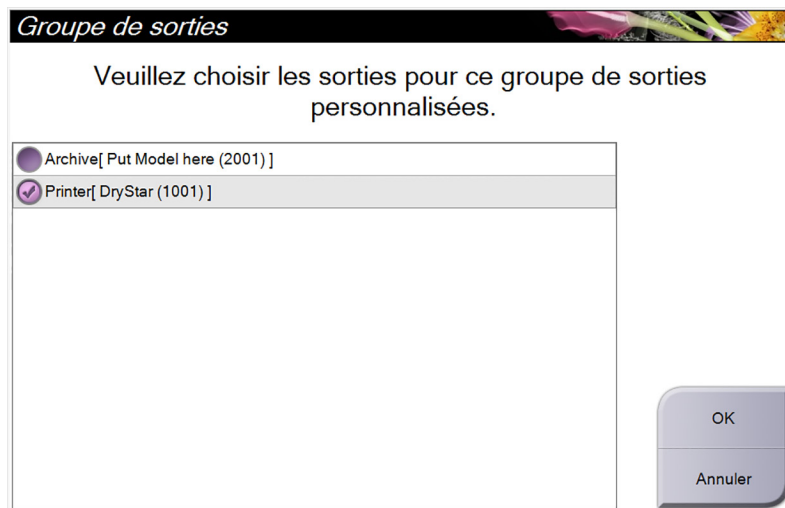 Groupe de sorties
Veuillez choisir les sorties pour ce groupe de sorties
personnalisées.
Archive[ Put Model here (2001) ]
Printer[ DryStar (1001) ]
OK
Annuler